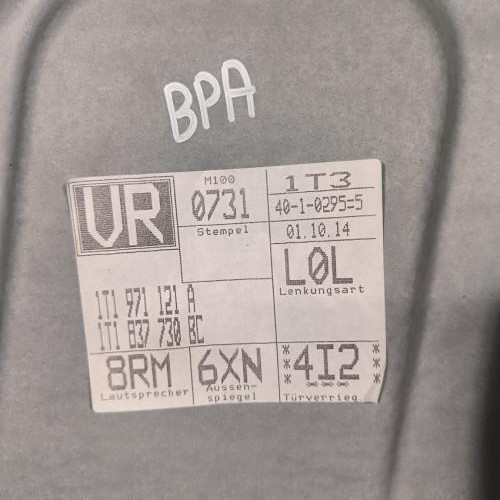 BPA
VR
M100
0731
Stempel
1T3
40-1-0295-5
01.10.14
L0L
Lenkungsart
1T1 971 121 A
1T1 837 730 BC
8RM
Lautsprecher
6XN
Aussen-
spiegel
*4I2*
Türverrieg